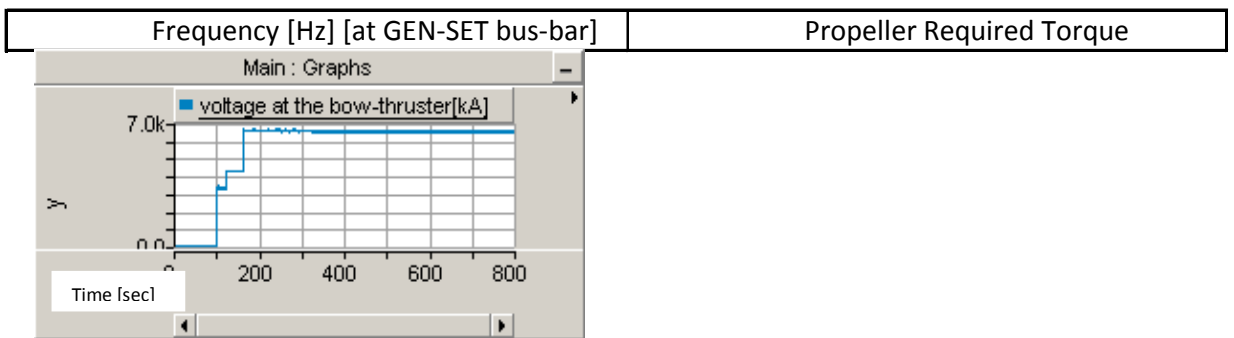 Frequency [Hz] [at GEN-SET bus-bar] Propeller Required Torque
Main : Graphs
voltage at the bow-thruster[kA]
7.0k
y
0.0
200 400 600 800
Time [sec]